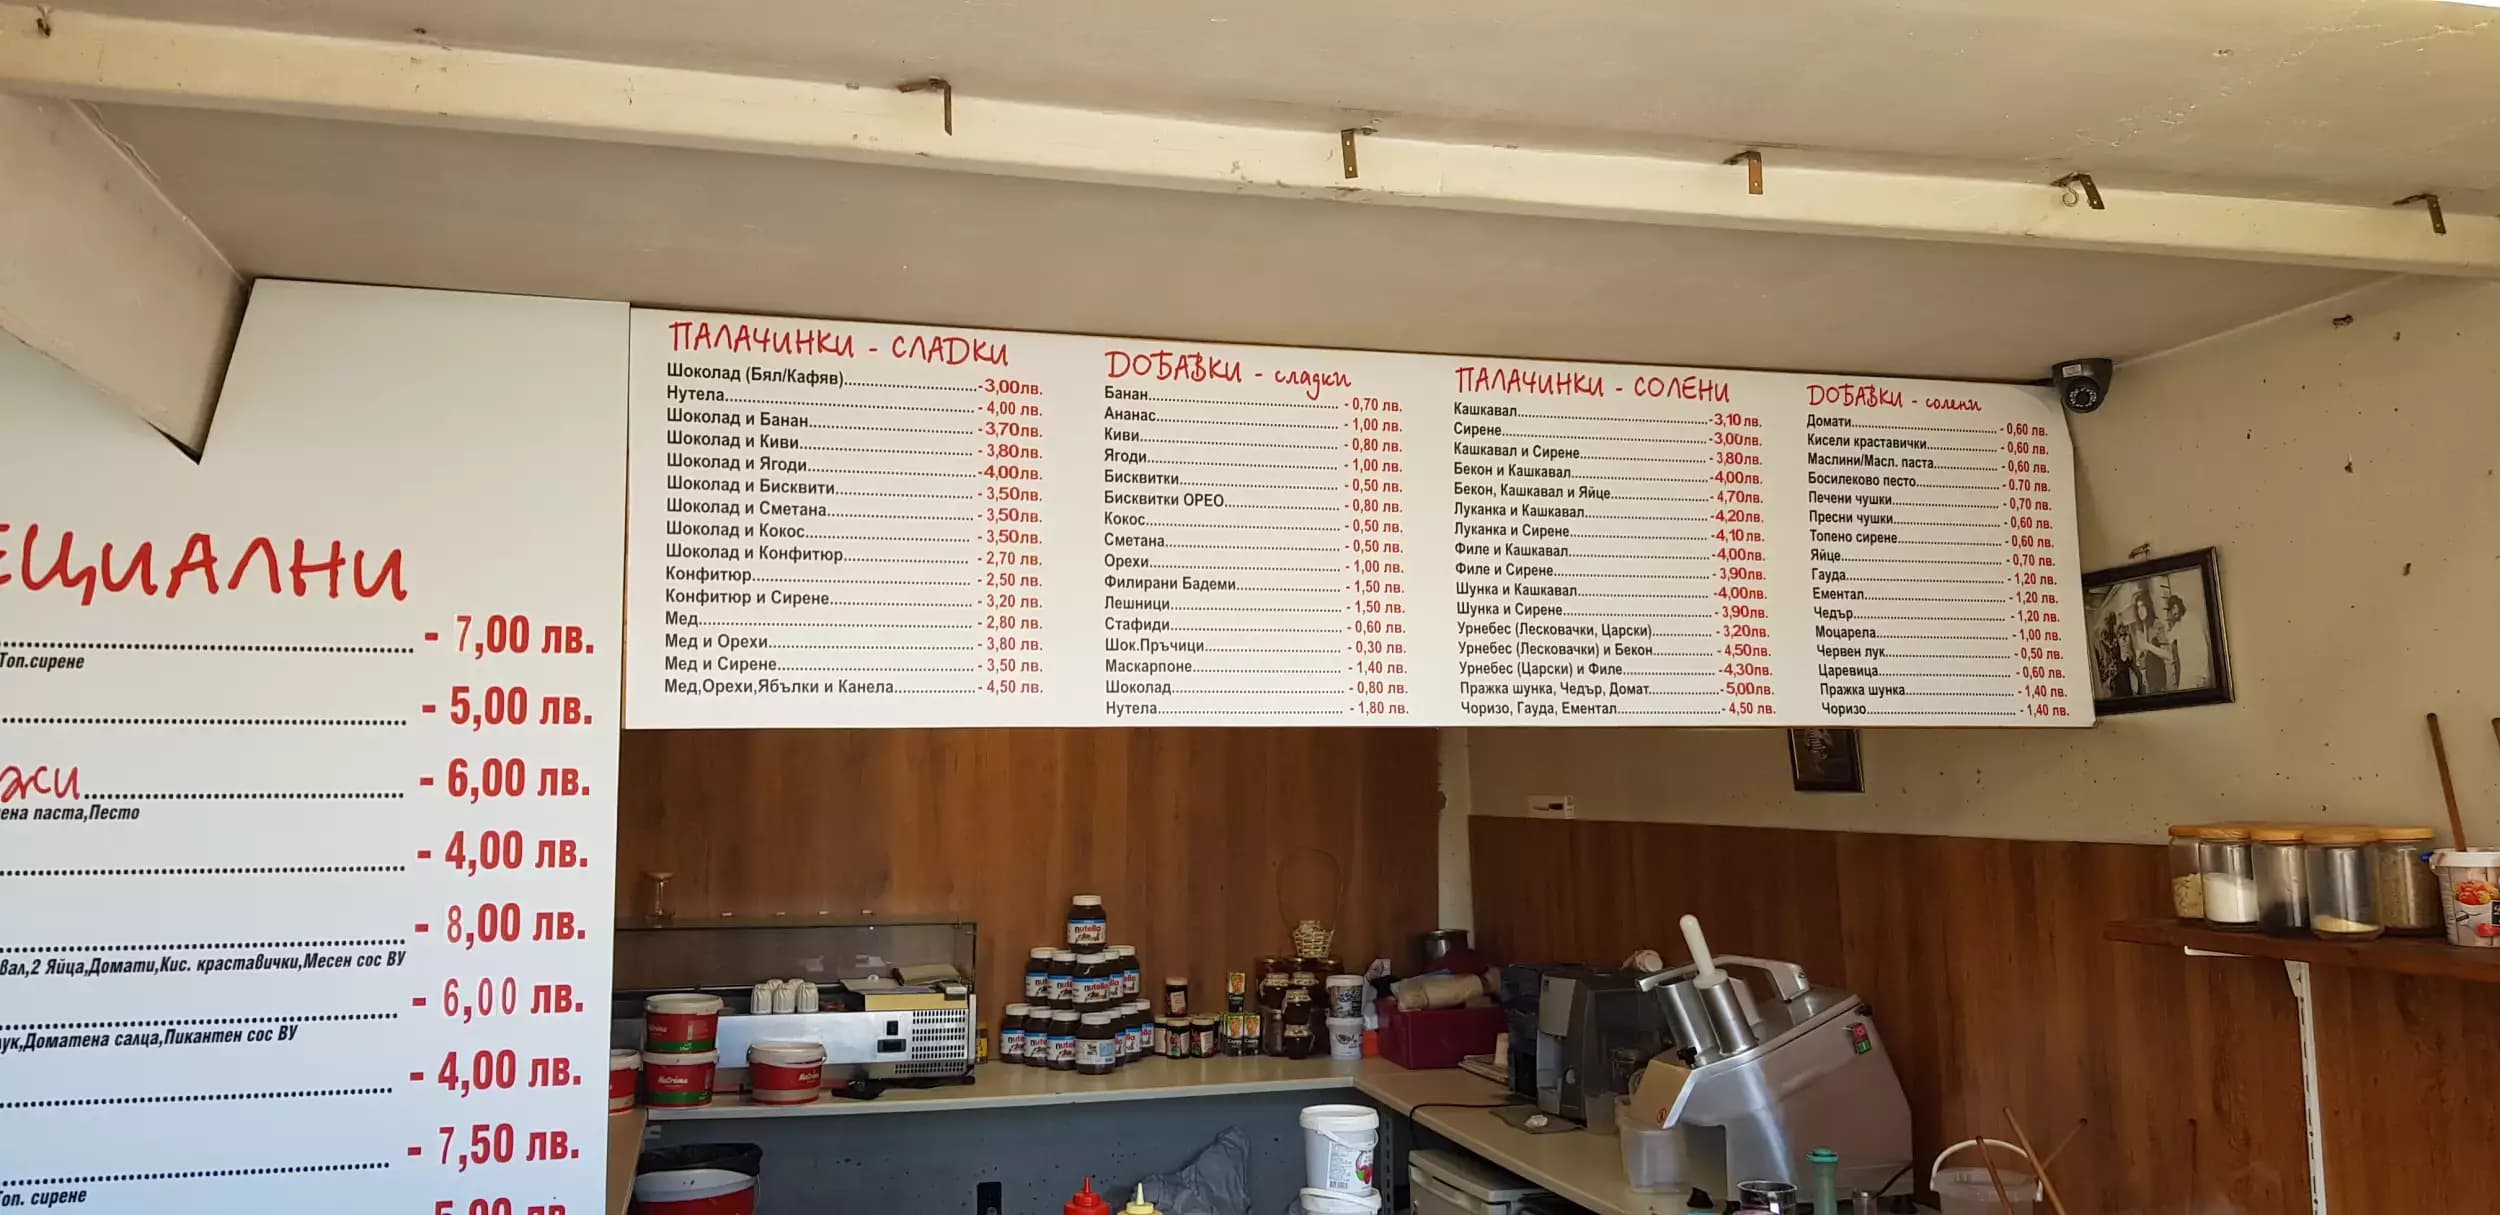 ЕЦИАЛНИ
- 7,00 лв.
Топ.сирене
- 5,00 лв.
жи - 6,00 лв.
паста,Песто
- 4,00 лв.
- 8,00 лв.
2 Яйца,Домати,Кис. краставички,Месен сос ВУ
- 6,00 лв.
Доматена салца,Пикантен сос ВУ
- 4,00 лв.
- 7,50 лв.
Топ. сирене
ПАЛАЧИНКИ - СЛАДКИ
Шоколад (Бял/Кафяв) -3,00лв.
Нутела - 4,00 лв.
Шоколад и Банан -3,70лв.
Шоколад и Киви - 3,80лв.
Шоколад и Ягоди -4,00лв.
Шоколад и Бисквити - 3,50лв.
Шоколад и Сметана - 3,50лв.
Шоколад и Кокос - 3,50лв.
Шоколад и Конфитюр - 2,70 лв.
Конфитюр - 2,50 лв.
Конфитюр и Сирене - 3,20 лв.
Мед - 2,80 лв.
Мед и Орехи - 3,80 лв.
Мед и Сирене - 3,50 лв.
Мед,Орехи,Ябълки и Канела - 4,50 лв.
ДОБАВКИ - сладки
Банан - 0,70 лв.
Ананас - 1,00 лв.
Киви - 0,80 лв.
Ягоди - 1,00 лв.
Бисквитки - 0,50 лв.
Бисквитки ОРЕО - 0,80 лв.
Кокос - 0,50 лв.
Сметана - 0,50 лв.
Орехи - 1,00 лв.
Филирани Бадеми - 1,50 лв.
Лешници - 1,50 лв.
Стафиди - 0,60 лв.
Шок.Пръчици - 0,30 лв.
Маскарпоне - 1,40 лв.
Шоколад - 0,80 лв.
Нутела - 1,80 лв.
ПАЛАЧИНКИ - СОЛЕНИ
Кашкавал -3,10лв.
Сирене -3,00лв.
Кашкавал и Сирене - 3,80лв.
Бекон и Кашкавал -4,00лв.
Бекон, Кашкавал и Яйце - 4,70лв.
Луканка и Кашкавал -4,20лв.
Луканка и Сирене -4,10лв.
Филе и Кашкавал -4,00лв.
Филе и Сирене - 3,90лв.
Шунка и Кашкавал -4,00лв.
Шунка и Сирене - 3,90лв.
Урнебес (Лесковачки, Царски) - 3,20лв.
Урнебес (Лесковачки) и Бекон - 4,50лв.
Урнебес (Царски) и Филе -4,30лв.
Пражка шунка, Чедър, Домат -5,00лв.
Чоризо, Гауда, Ементал - 4,50 лв.
ДОБАВКИ - солени
Домати - 0,60 лв.
Кисели краставички - 0,60 лв.
Маслини/Масл. паста - 0,60 лв.
Босилеково песто - 0.70 лв.
Печени чушки - 0,70 лв.
Пресни чушки - 0,60 лв.
Топено сирене - 0,60 лв.
Яйце - 0,70 лв.
Гауда - 1,20 лв.
Ементал - 1,20 лв.
Чедър - 1,20 лв.
Моцарела - 1,00 лв.
Червен лук - 0,50 лв.
Царевица - 0,60 лв.
Пражка шунка - 1,40 лв.
Чоризо - 1,40 лв.
nutella
nutella